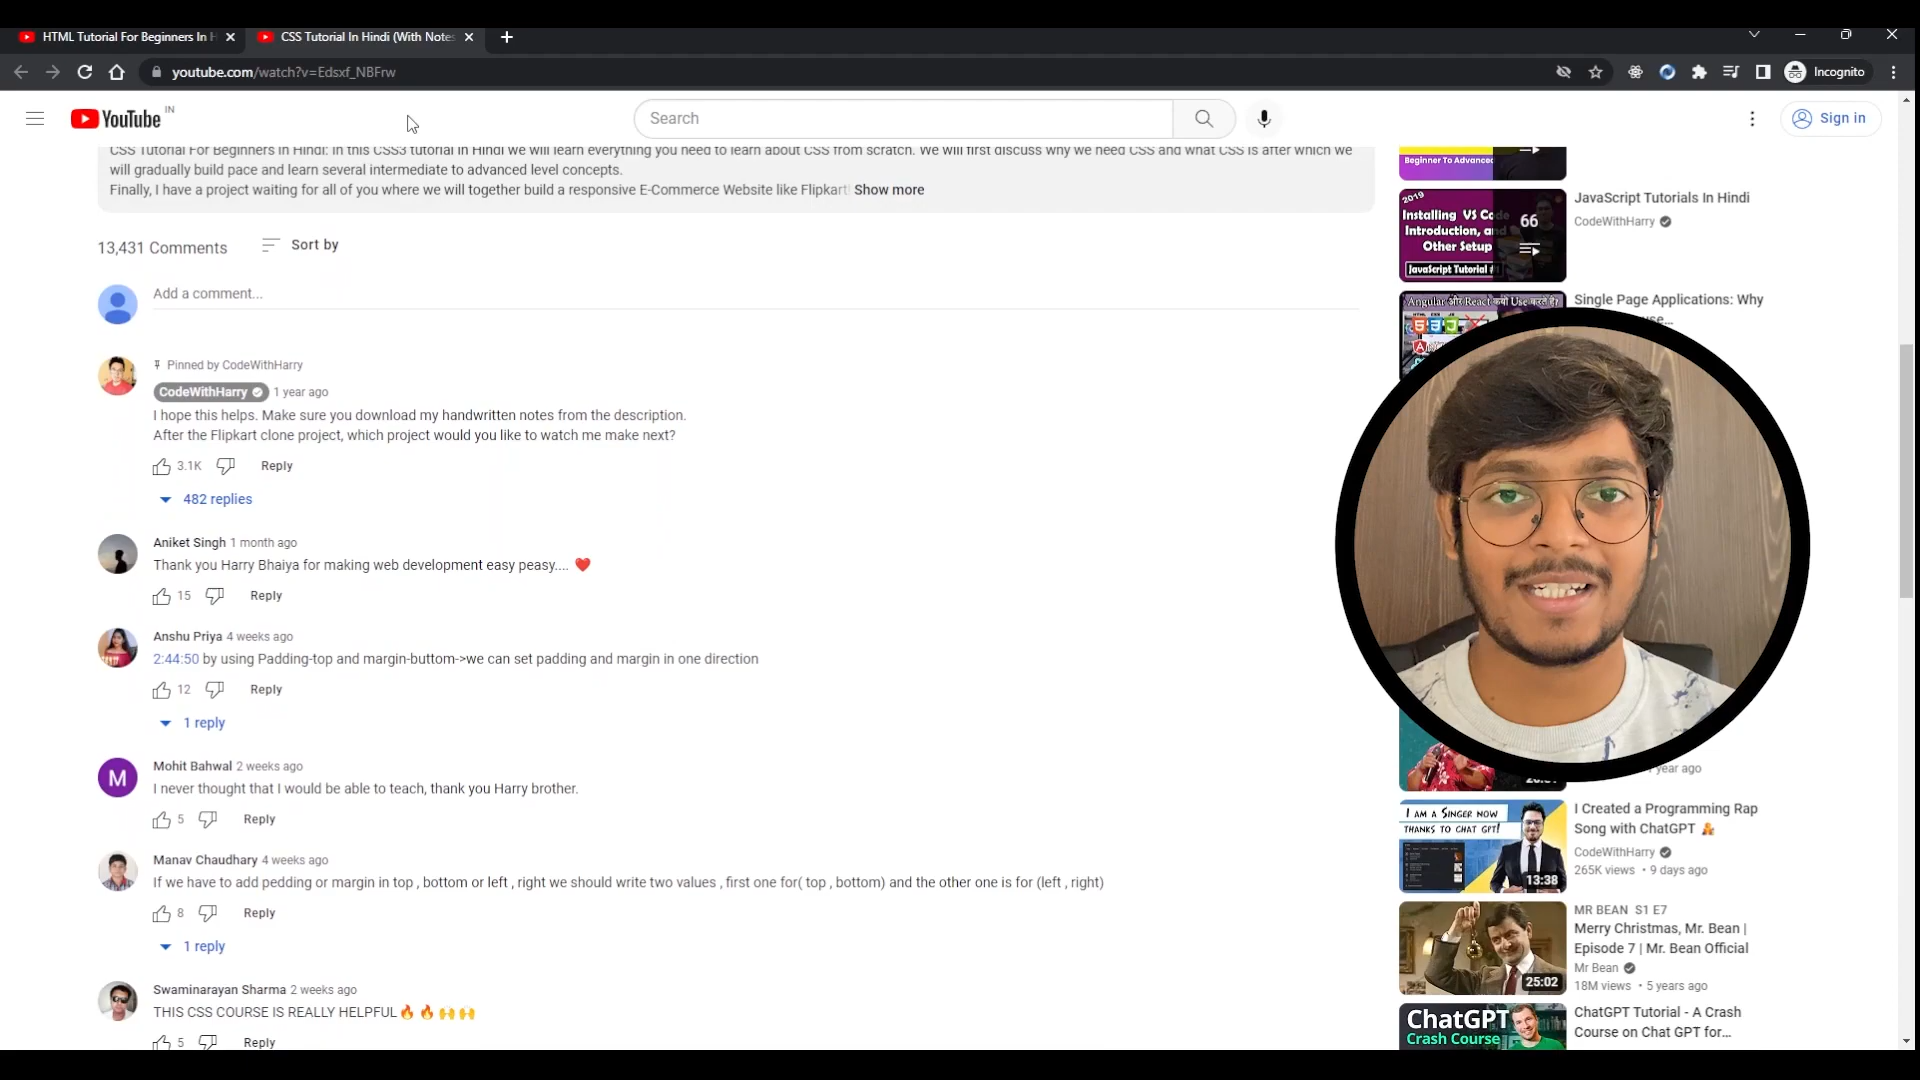 HTML Tutorial For Beginners In H
CSS Tutorial In Hindi (With Notes
youtube.com/watch?v=Edsxf_NBFrw
Incognito
YouTube IN
Search
Sign in
CSS Tutorial For Beginners In Hindi: In this CSS3 tutorial in Hindi we will learn everything you need to learn about CSS from scratch. We will first discuss why we need CSS and what CSS is after which we
will gradually build pace and learn several intermediate to advanced level concepts.
Finally, I have a project waiting for all of you where we will together build a responsive E-Commerce Website like Flipkart! Show more
13,431 Comments
Sort by
Add a comment...
Pinned by CodeWithHarry
CodeWithHarry 1 year ago
I hope this helps. Make sure you download my handwritten notes from the description.
After the Flipkart clone project, which project would you like to watch me make next?
3.1K Reply
482 replies
Aniket Singh 1 month ago
Thank you Harry Bhaiya for making web development easy peasy.... ❤️
15 Reply
Anshu Priya 4 weeks ago
2:44:50 by using Padding-top and margin-buttom->we can set padding and margin in one direction
12 Reply
1 reply
M
Mohit Bahwal 2 weeks ago
I never thought that I would be able to teach, thank you Harry brother.
5 Reply
Manav Chaudhary 4 weeks ago
If we have to add pedding or margin in top , bottom or left , right we should write two values , first one for( top , bottom) and the other one is for (left , right)
8 Reply
1 reply
Swaminarayan Sharma 2 weeks ago
THIS CSS COURSE IS REALLY HELPFUL🔥 🔥 🙌🙌
5 Reply
Beginner To Advanced
2019
Installing VS Code
Introduction, and
Other Setup
JavaScript Tutorial #1
66
JavaScript Tutorials In Hindi
CodeWithHarry
Angular और React क्यों Use करते हैं?
Single Page Applications: Why
year ago
I AM A SINGER NOW
THANKS TO CHAT GPT!
13:38
I Created a Programming Rap
Song with ChatGPT
CodeWithHarry
265K views • 9 days ago
25:02
MR BEAN S1 E7
Merry Christmas, Mr. Bean |
Episode 7 | Mr. Bean Official
Mr Bean
18M views • 5 years ago
ChatGPT
Crash Course
ChatGPT Tutorial - A Crash
Course on Chat GPT for...